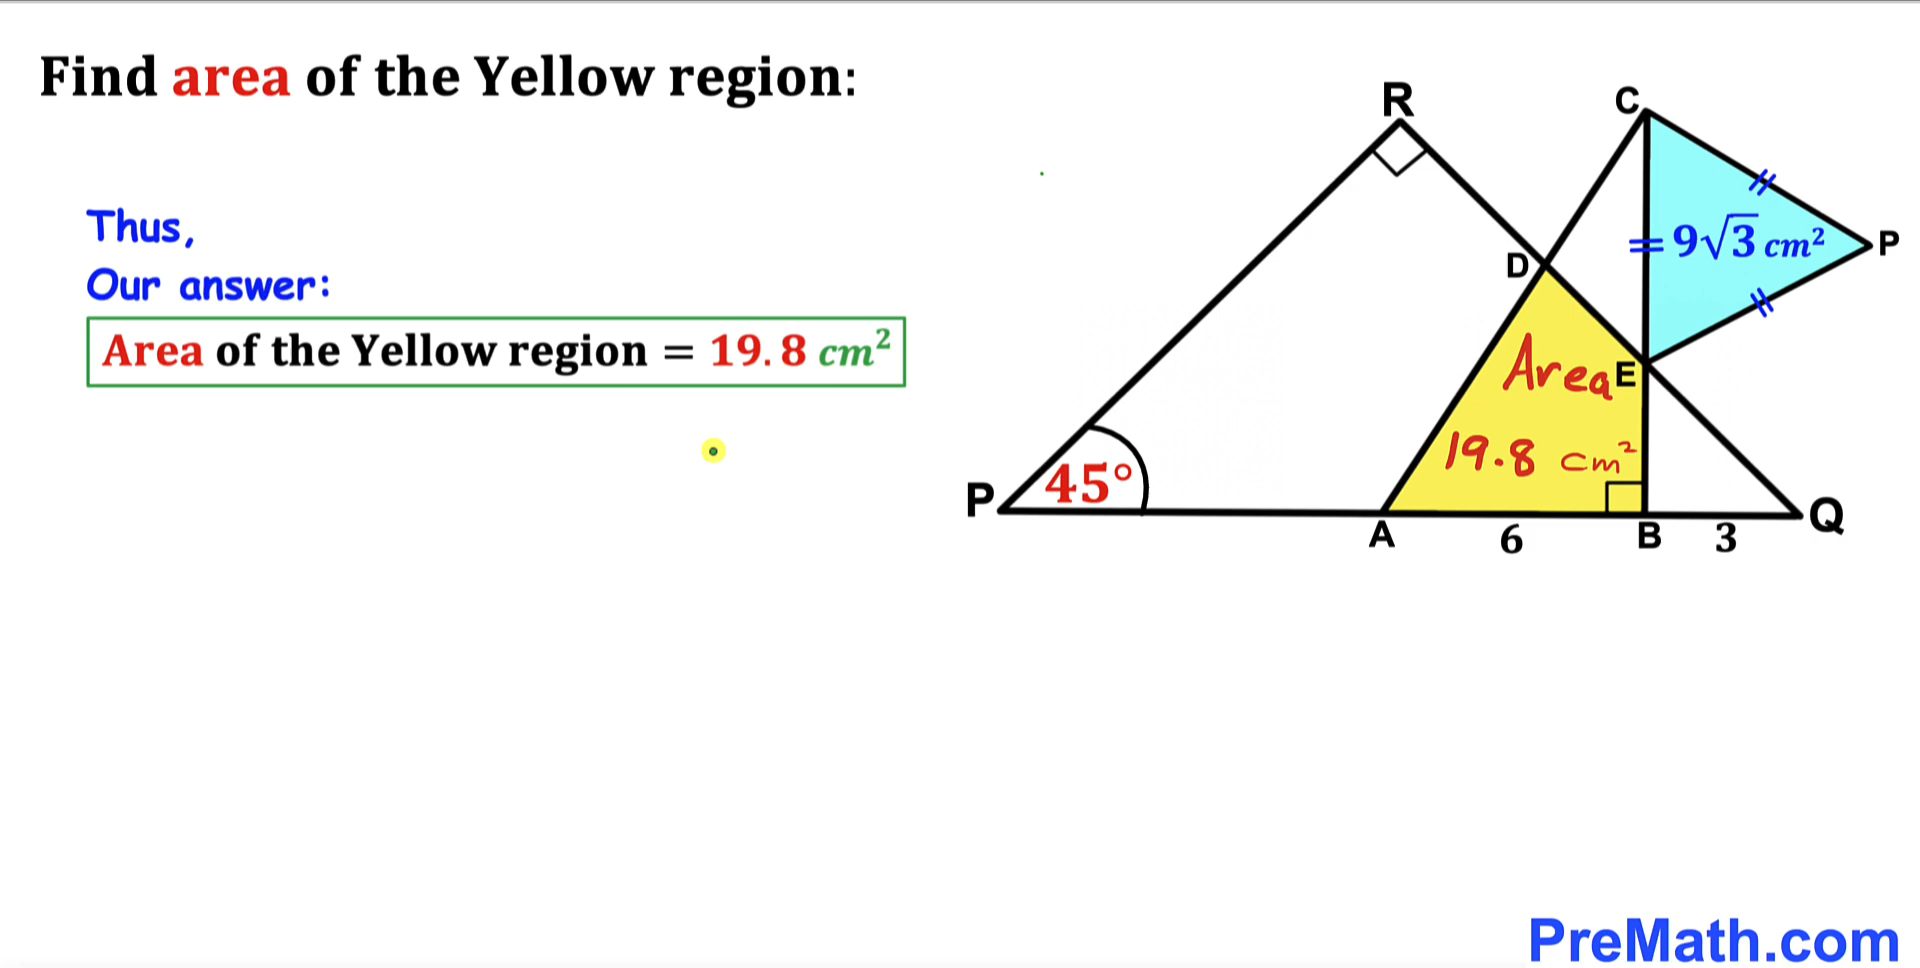 Find area of the Yellow region:
Thus,
Our answer:
Area of the Yellow region = 19.8 cm²
R
C
= 9√3 cm²
P
D
Area
E
19.8 cm²
P
45°
Q
A
6
B
3
PreMath.com